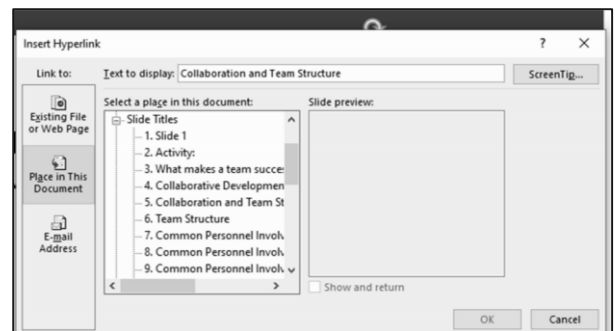 Insert Hyperlink ? X
Link to: Text to display: Collaboration and Team Structure ScreenTip...
Select a place in this document: Slide preview:
Existing File
or Web Page
Place in This
Document
E-mail
Address
Slide Titles
1. Slide 1
2. Activity:
3. What makes a team succe
4. Collaborative Developmen
5. Collaboration and Team St
6. Team Structure
7. Common Personnel Involv
8. Common Personnel Involv
9. Common Personnel Involv
Show and return
OK Cancel